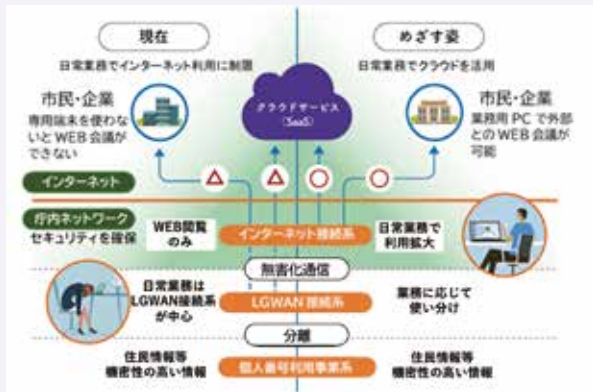 現在
日常業務でインターネット利用に制限
市民・企業
専用端末を使わな
いとWEB会議が
できない
めざす姿
日常業務でクラウドを活用
市民・企業
業務用PCで外部
とのWEB会議が
可能
クラウドサービス
(SaaS)
インターネット
庁内ネットワーク
セキュリティを確保
WEB閲覧
のみ
インターネット接続系
日常業務で
利用拡大
無害化通信
日常業務は
LGWAN接続系
が中心
LGWAN接続系
業務に応じて
使い分け
分離
住民情報等
機密性の高い情報
個人番号利用事業系
住民情報等
機密性の高い情報